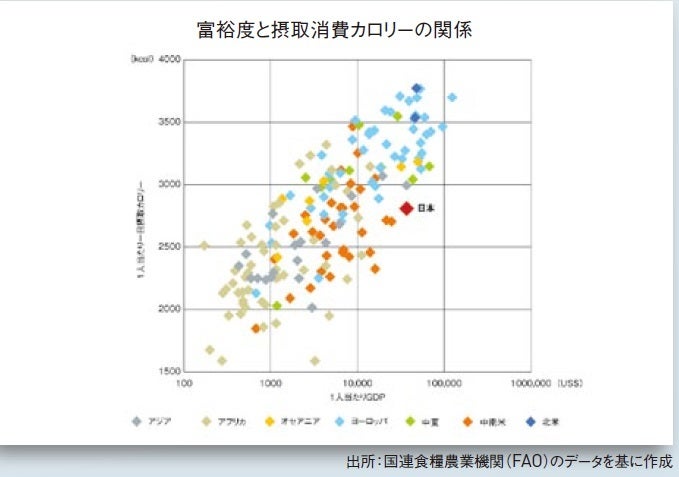 富裕度と摂取消費カロリーの関係
[kcal] 4000
3500
3000
2500
2000
1500
1人当たり一日摂取カロリー
日本
100 1000 10,000 100,000 1000,000 [US$]
1人当たりGDP
アジア アフリカ オセアニア ヨーロッパ 中東 中南米 北米
出所：国連食糧農業機関（FAO）のデータを基に作成